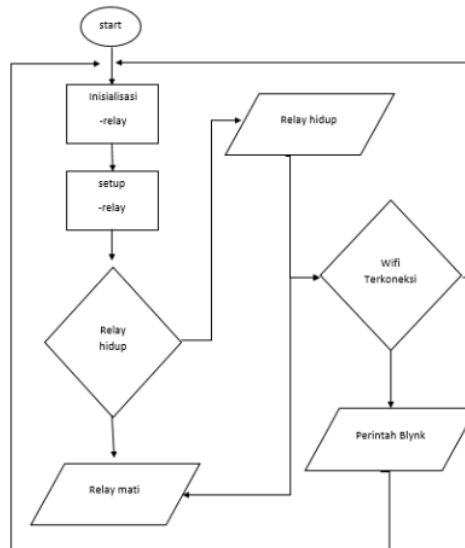 start
Inisialisasi
-relay
setup
-relay
Relay
hidup
Relay mati
Relay hidup
Wifi
Terkoneksi
Perintah Blynk